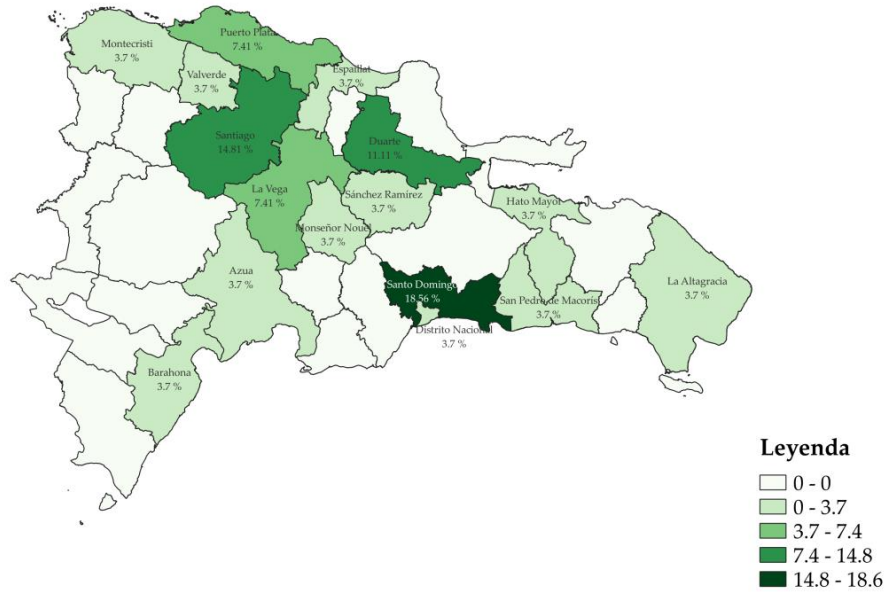 Puerto Plata
7.41 %
Montecristi
3.7 %
Valverde
3.7 %
Espaillat
3.7 %
Santiago
14.81 %
Duarte
11.11 %
La Vega
7.41 %
Sánchez Ramírez
3.7 %
Hato Mayor
3.7 %
Monseñor Nouel
3.7 %
Azua
3.7 %
La Altagracia
3.7 %
Santo Domingo
18.56 %
San Pedro de Macorís
3.7 %
Distrito Nacional
3.7 %
Barahona
3.7 %
Leyenda
0 - 0
0 - 3.7
3.7 - 7.4
7.4 - 14.8
14.8 - 18.6